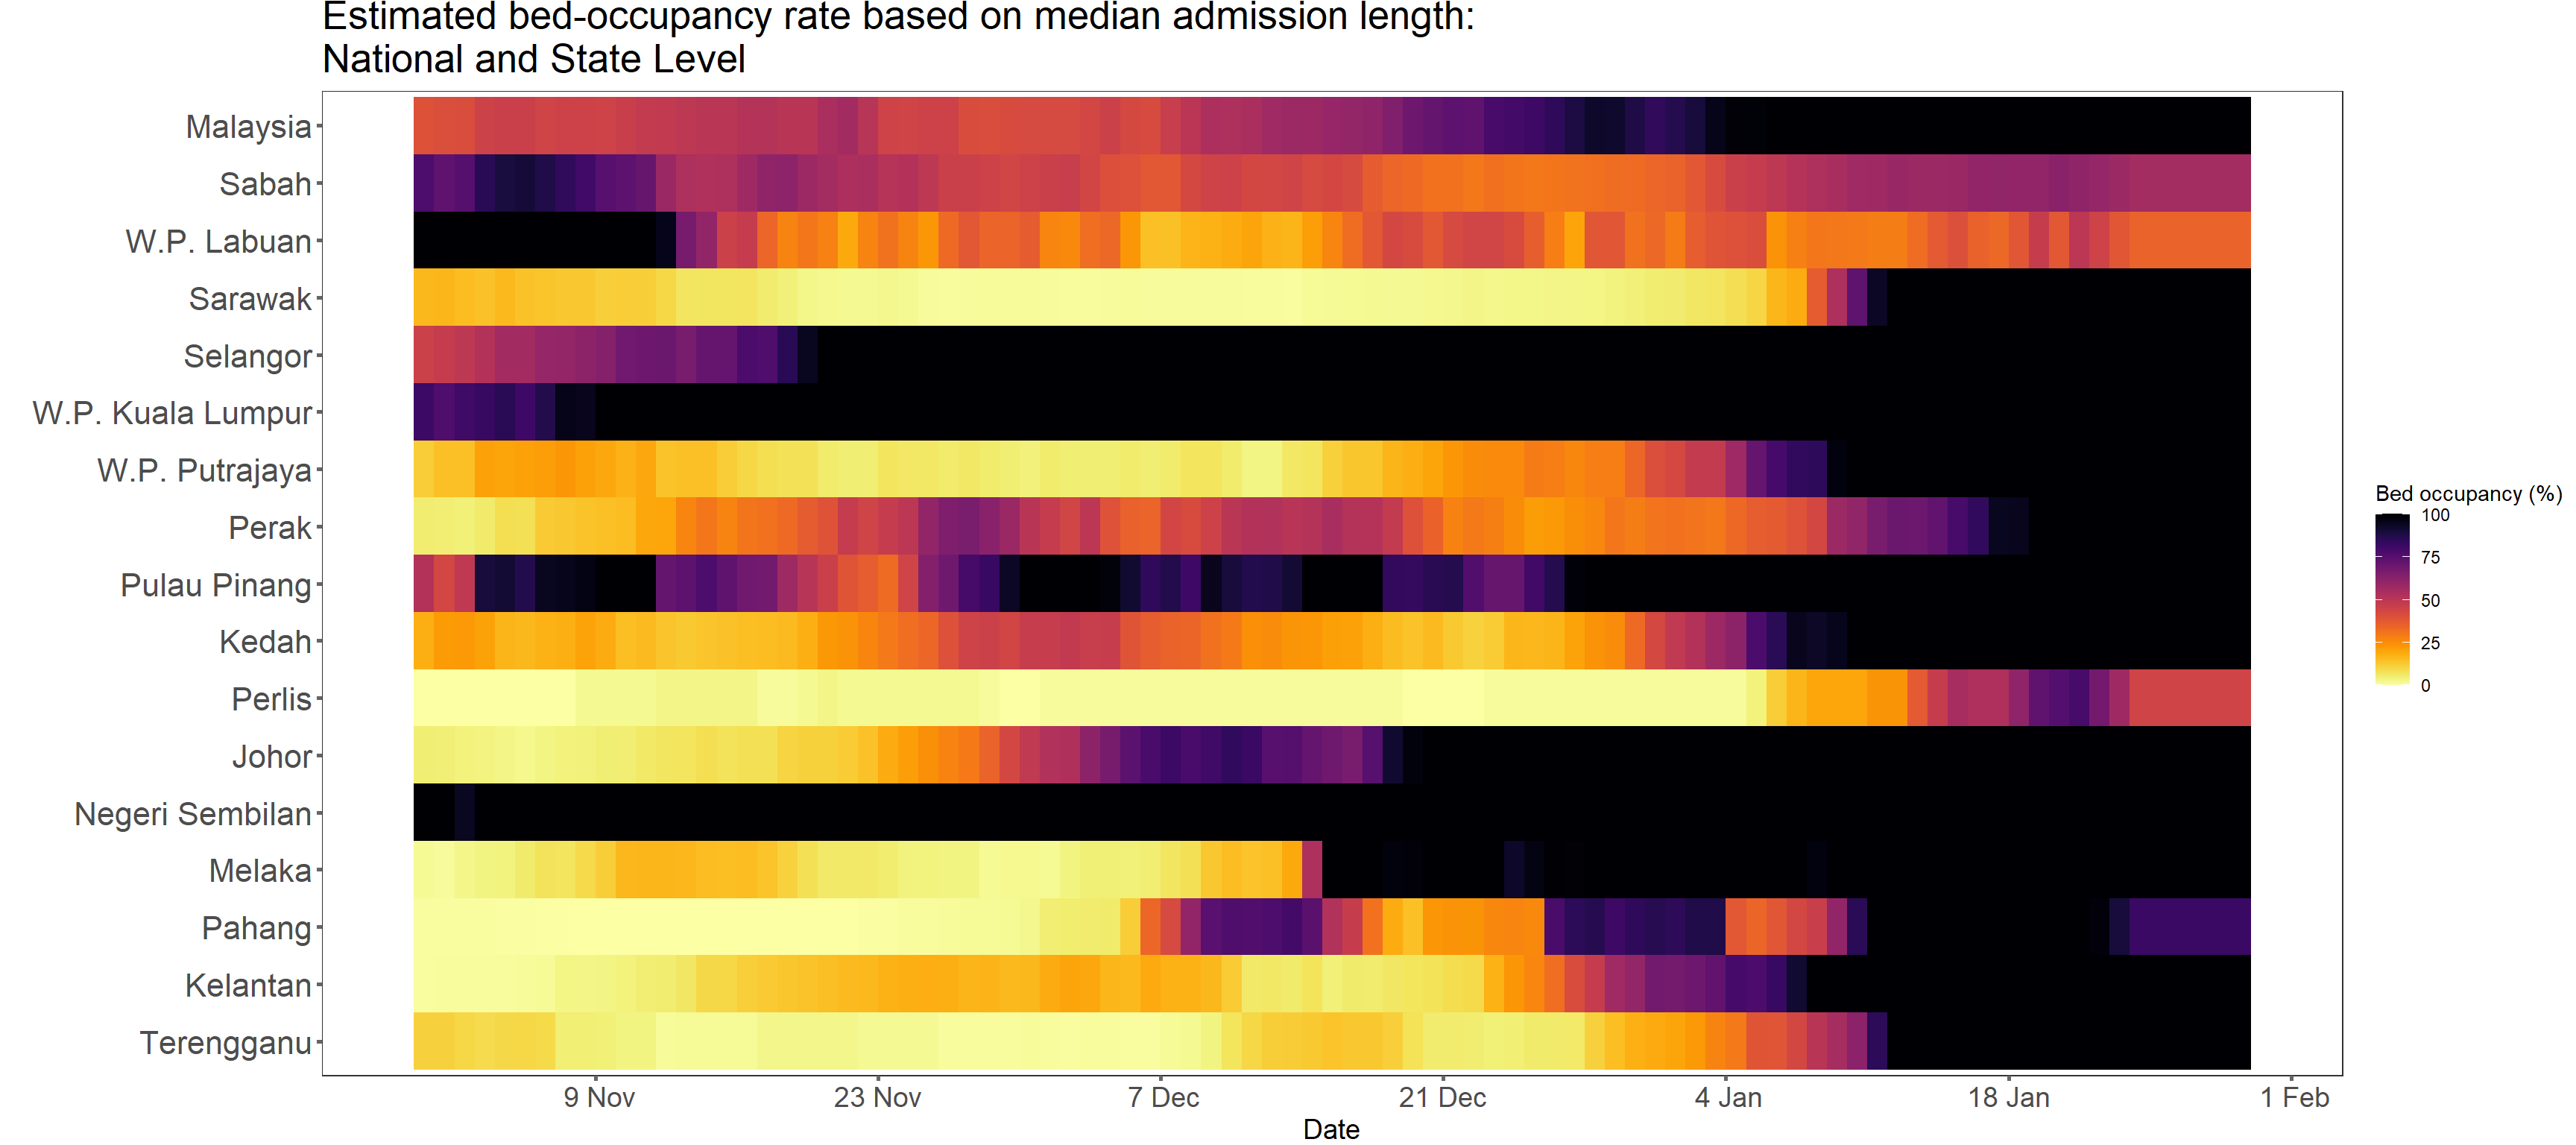 Estimated bed-occupancy rate based on median admission length:
National and State Level
Malaysia
Sabah
W.P. Labuan
Sarawak
Selangor
W.P. Kuala Lumpur
W.P. Putrajaya
Perak
Pulau Pinang
Kedah
Perlis
Johor
Negeri Sembilan
Melaka
Pahang
Kelantan
Terengganu
9 Nov
23 Nov
7 Dec
21 Dec
4 Jan
18 Jan
1 Feb
Date
Bed occupancy (%)
100
75
50
25
0